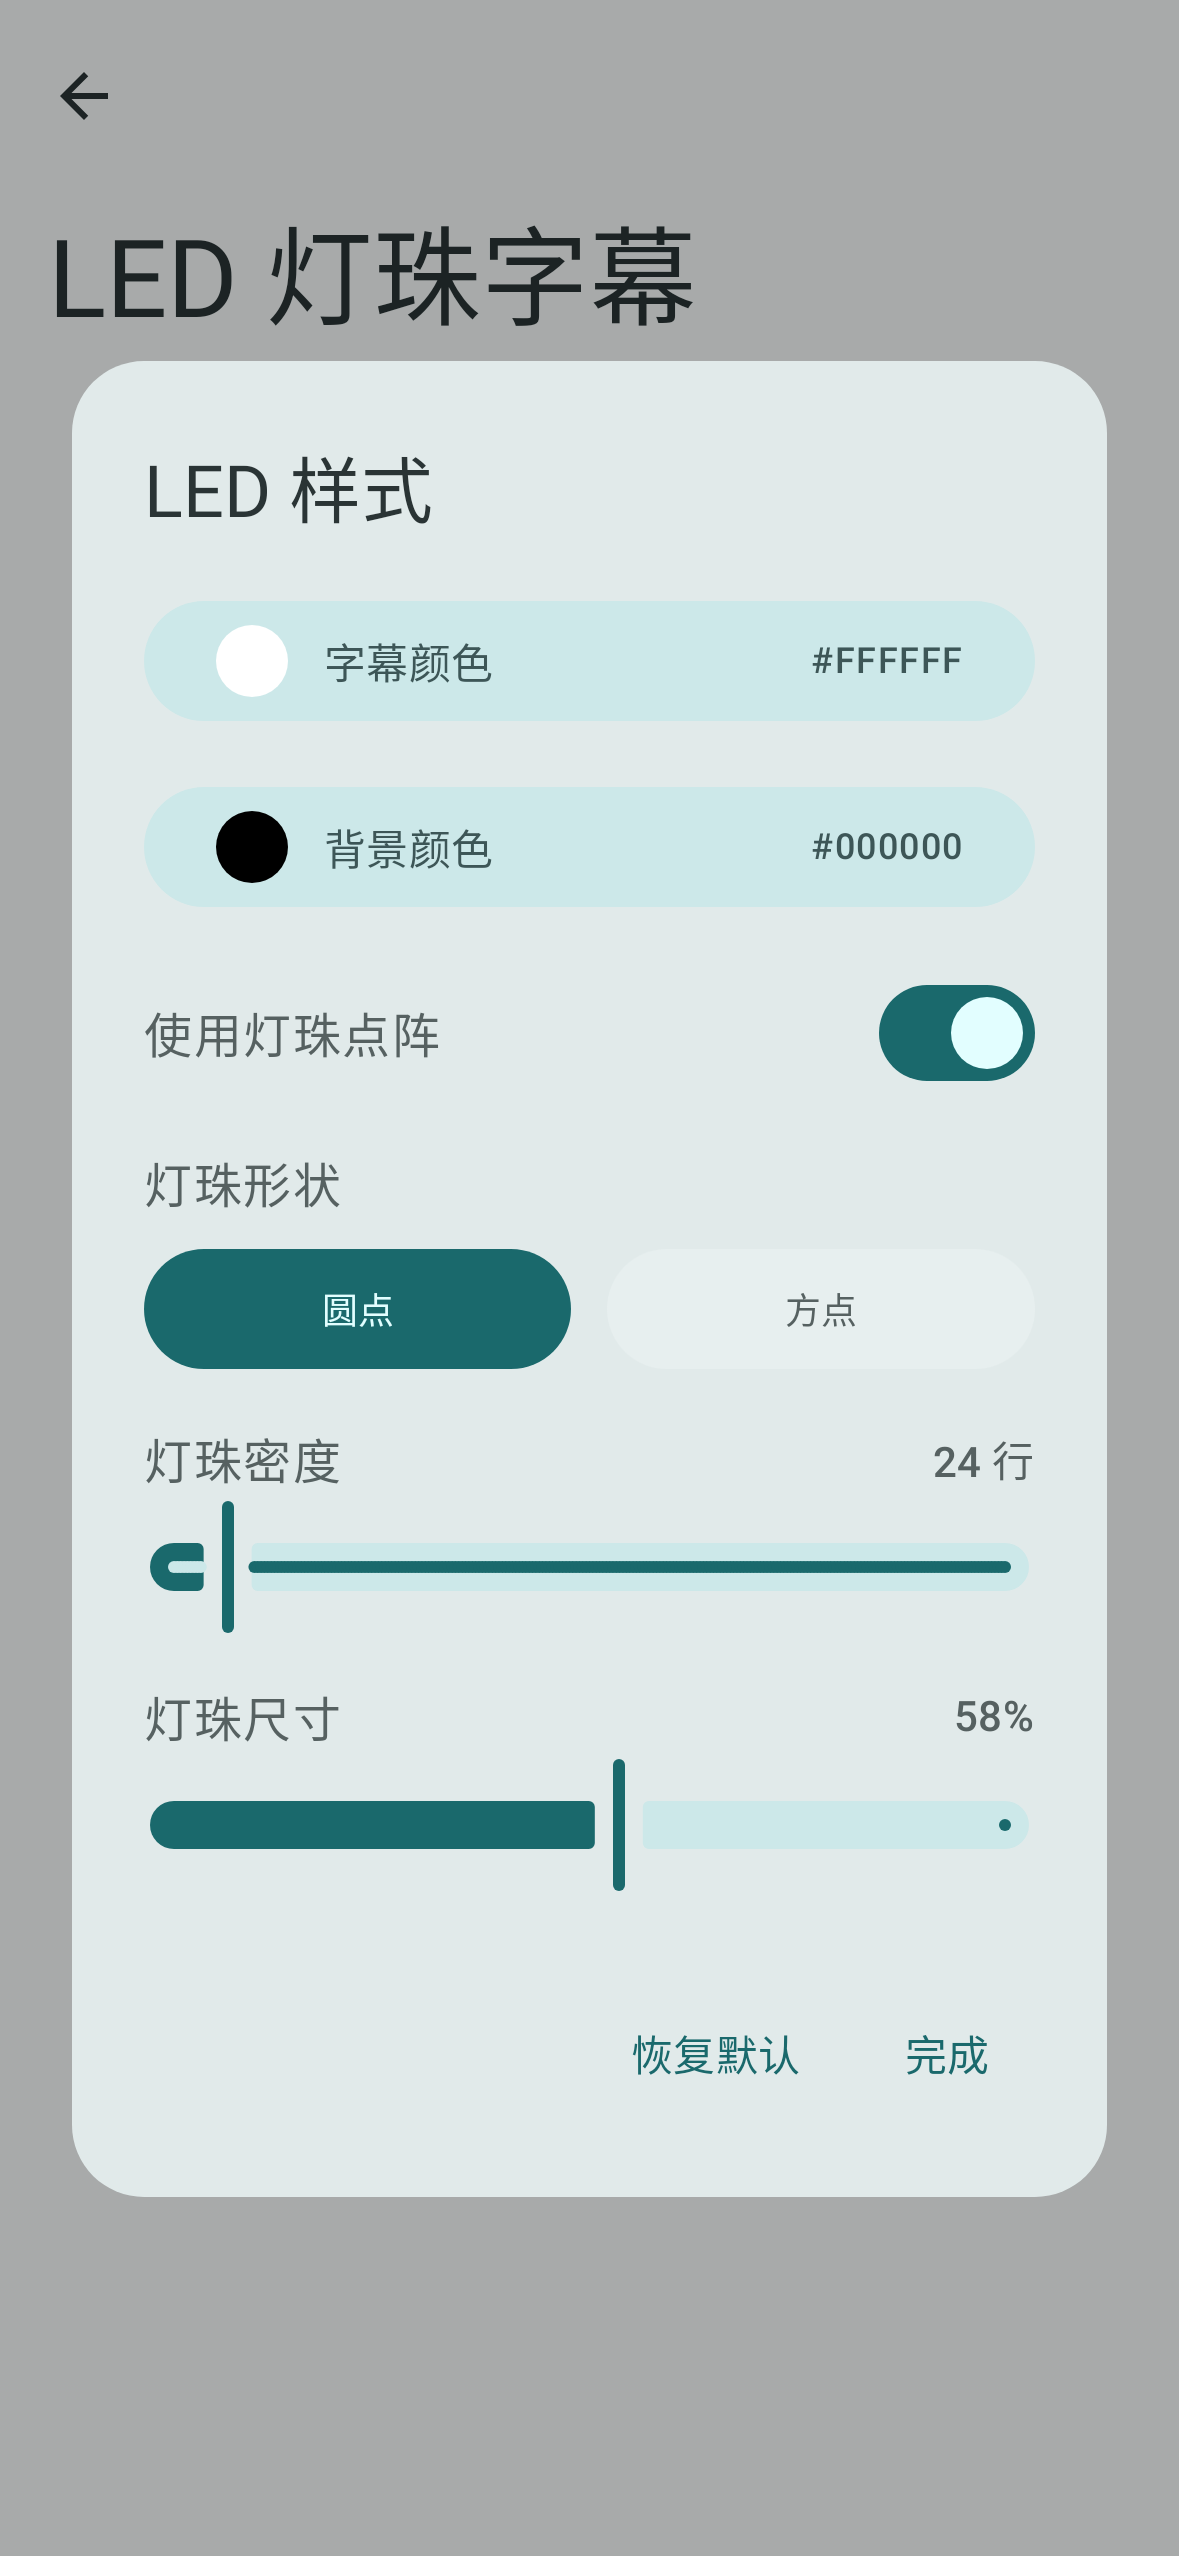 LED 灯珠字幕
LED 样式
字幕颜色 #FFFFFF
背景颜色 #000000
使用灯珠点阵
灯珠形状
圆点 方点
灯珠密度 24 行
灯珠尺寸 58%
恢复默认 完成